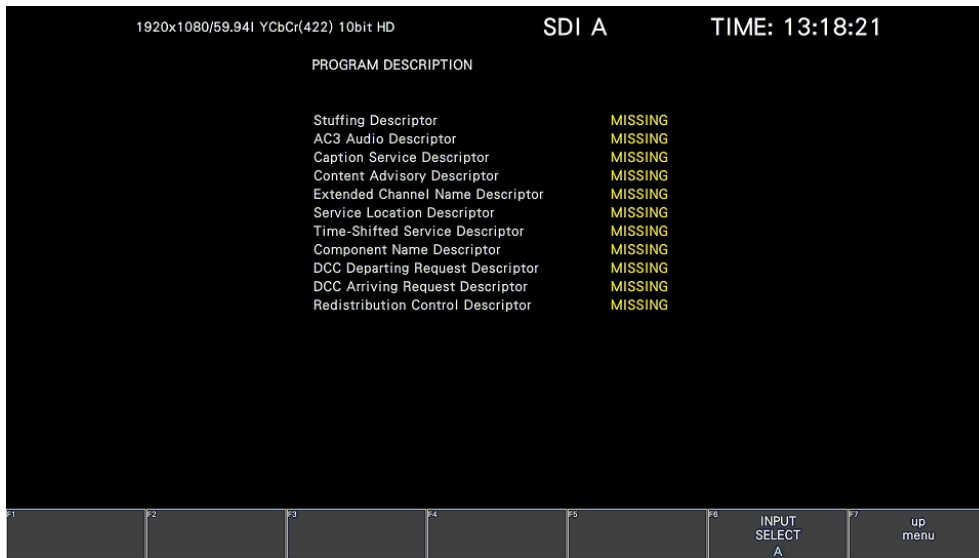 1920x1080/59.94I YCbCr(422) 10bit HD SDI A TIME: 13:18:21
PROGRAM DESCRIPTION
Stuffing Descriptor MISSING
AC3 Audio Descriptor MISSING
Caption Service Descriptor MISSING
Content Advisory Descriptor MISSING
Extended Channel Name Descriptor MISSING
Service Location Descriptor MISSING
Time-Shifted Service Descriptor MISSING
Component Name Descriptor MISSING
DCC Departing Request Descriptor MISSING
DCC Arriving Request Descriptor MISSING
Redistribution Control Descriptor MISSING
F1 F2 F3 F4 F5 F6 F7
INPUT up
SELECT menu
A